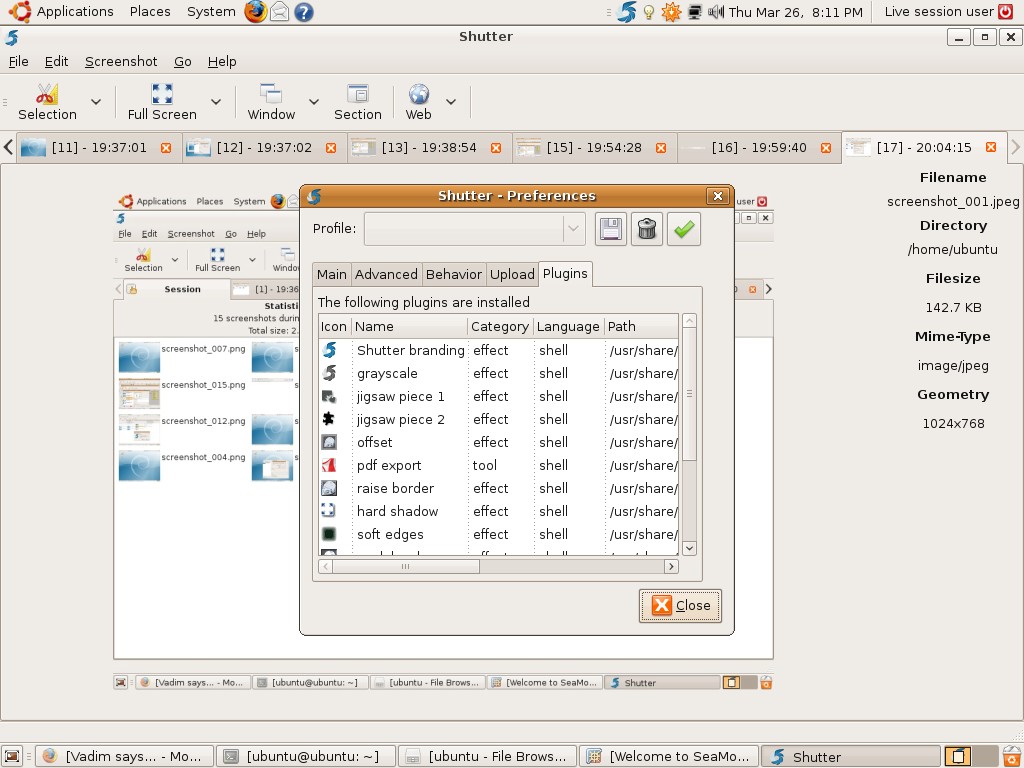 Applications Places System Thu Mar 26, 8:11 PM Live session user
Shutter
File Edit Screenshot Go Help
Selection Full Screen Window Section Web
[11] - 19:37:01 [12] - 19:37:02 [13] - 19:38:54 [15] - 19:54:28 [16] - 19:59:40 [17] - 20:04:15
Filename
screenshot_001.jpeg
Directory
/home/ubuntu
Filesize
142.7 KB
Mime-Type
image/jpeg
Geometry
1024x768
Applications Places System user
File Edit Screenshot Go Help
Selection Full Screen
Session [1] - 19:36
15 screenshots
Total size: 2.
screenshot_007.png
screenshot_015.png
screenshot_012.png
screenshot_004.png
Shutter - Preferences
Profile:
Main Advanced Behavior Upload Plugins
The following plugins are installed
Icon Name Category Language Path
Shutter branding effect shell /usr/share/
grayscale effect shell /usr/share/
jigsaw piece 1 effect shell /usr/share/
jigsaw piece 2 effect shell /usr/share/
offset effect shell /usr/share/
pdf export tool shell /usr/share/
raise border effect shell /usr/share/
hard shadow effect shell /usr/share/
soft edges effect shell /usr/share/
Close
[Vadim says... - Mo... [ubuntu@ubuntu: ~] [ubuntu - File Brows... [Welcome to SeaMo... Shutter
[Vadim says... - Mo... [ubuntu@ubuntu: ~] [ubuntu - File Brows... [Welcome to SeaMo... Shutter